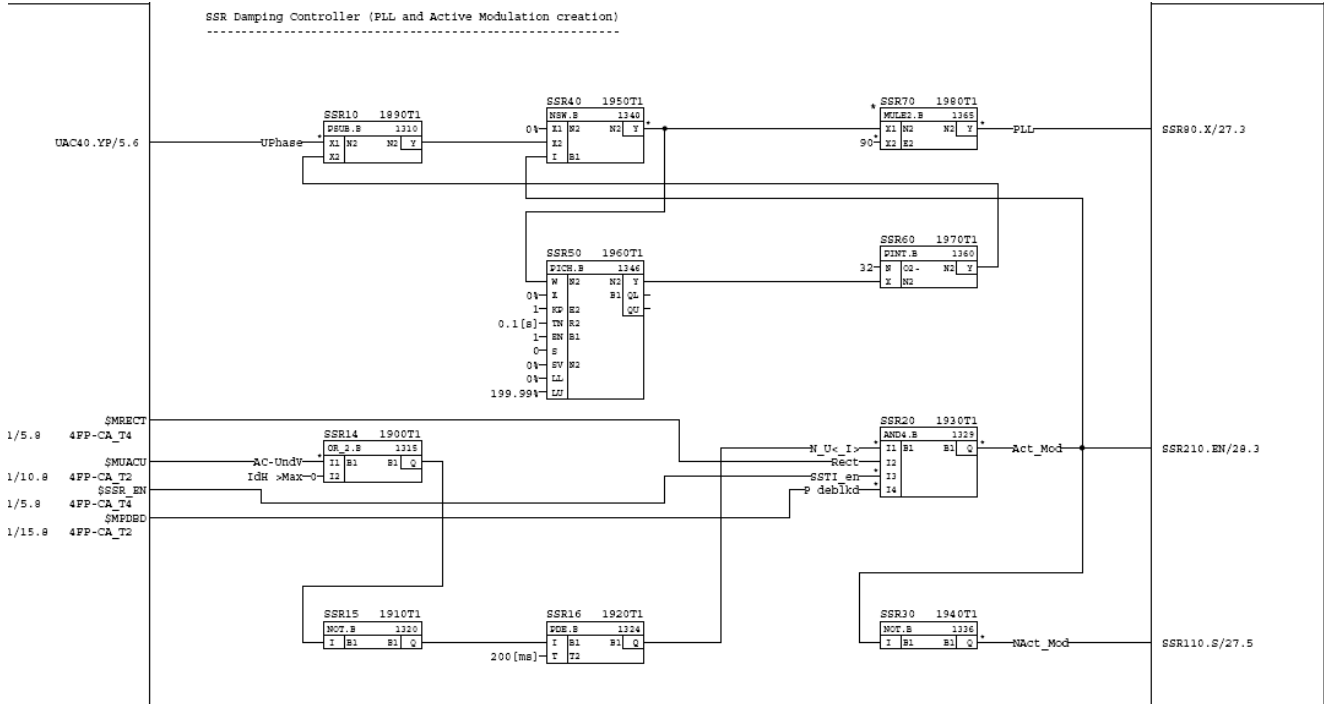 SSR Damping Controller (PLL and Active Modulation creation)
SSR10 1890T1
PSUB.B 1310
X1 N2 N2 Y
X2
UAC40.YP/5.6
UPhase
SSR40 1950T1
NSW.B 1340
0% X1 N2 N2 Y
X2
I B1
SSR70 1980T1
MULE2.B 1365
X1 N2 N2 Y
90 X2 E2
PLL
SSR80.X/27.3
SSR50 1960T1
PICH.B 1346
W N2 N2 Y
0% X B1 QL
1 KP E2 QU
0.1[s] TN R2
1 EN B1
0 S
0% SV N2
0% LL
199.99% LU
SSR60 1970T1
PINT.B 1360
32 N O2- N2 Y
X N2
$MRECT
1/5.8 4FP-CA_T4
$MUACU
1/10.8 4FP-CA_T2
$SSR_EN
1/5.8 4FP-CA_T4
$MPDBD
1/15.8 4FP-CA_T2
SSR14 1900T1
OR_2.B 1315
AC-UndV I1 B1 B1 Q
IdH >Max 0 I2
SSR20 1930T1
AND4.B 1329
N_U<_I> I1 B1 B1 Q
Rect I2
SSTI_en I3
P deblkd I4
Act_Mod
SSR210.EN/28.3
SSR15 1910T1
NOT.B 1320
I B1 B1 Q
SSR16 1920T1
PDE.B 1324
I B1 B1 Q
200[ms] T T2
SSR30 1940T1
NOT.B 1336
I B1 B1 Q
NAct_Mod
SSR110.S/27.5